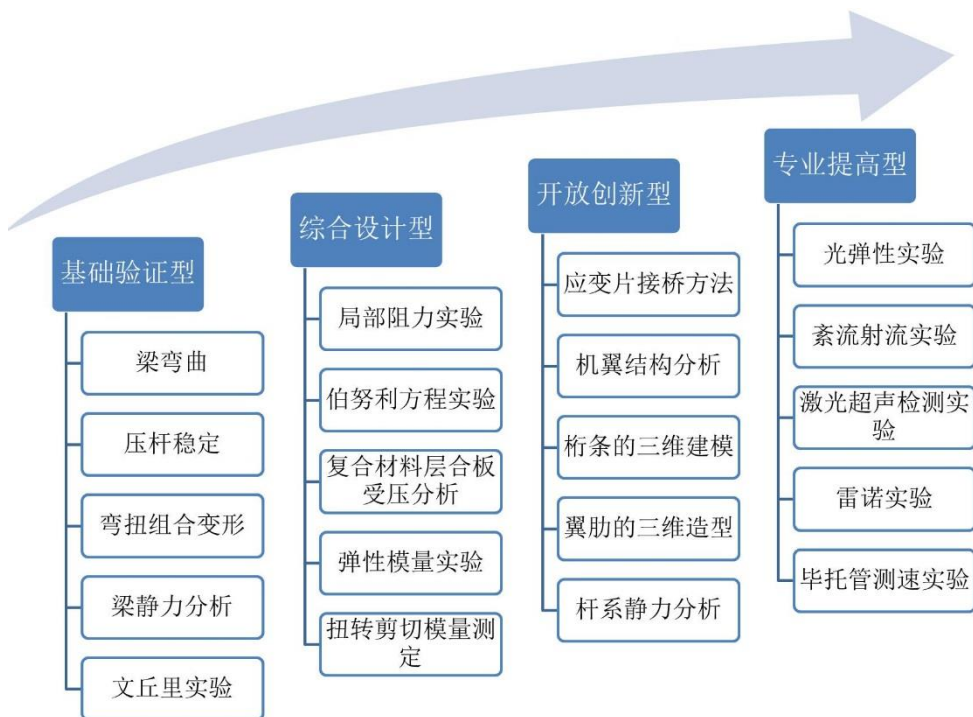 基础验证型
梁弯曲
压杆稳定
弯扭组合变形
梁静力分析
文丘里实验
综合设计型
局部阻力实验
伯努利方程实验
复合材料层合板
受压分析
弹性模量实验
扭转剪切模量测
定
开放创新型
应变片接桥方法
机翼结构分析
桁条的三维建模
翼肋的三维造型
杆系静力分析
专业提高型
光弹性实验
紊流射流实验
激光超声检测实
验
雷诺实验
毕托管测速实验